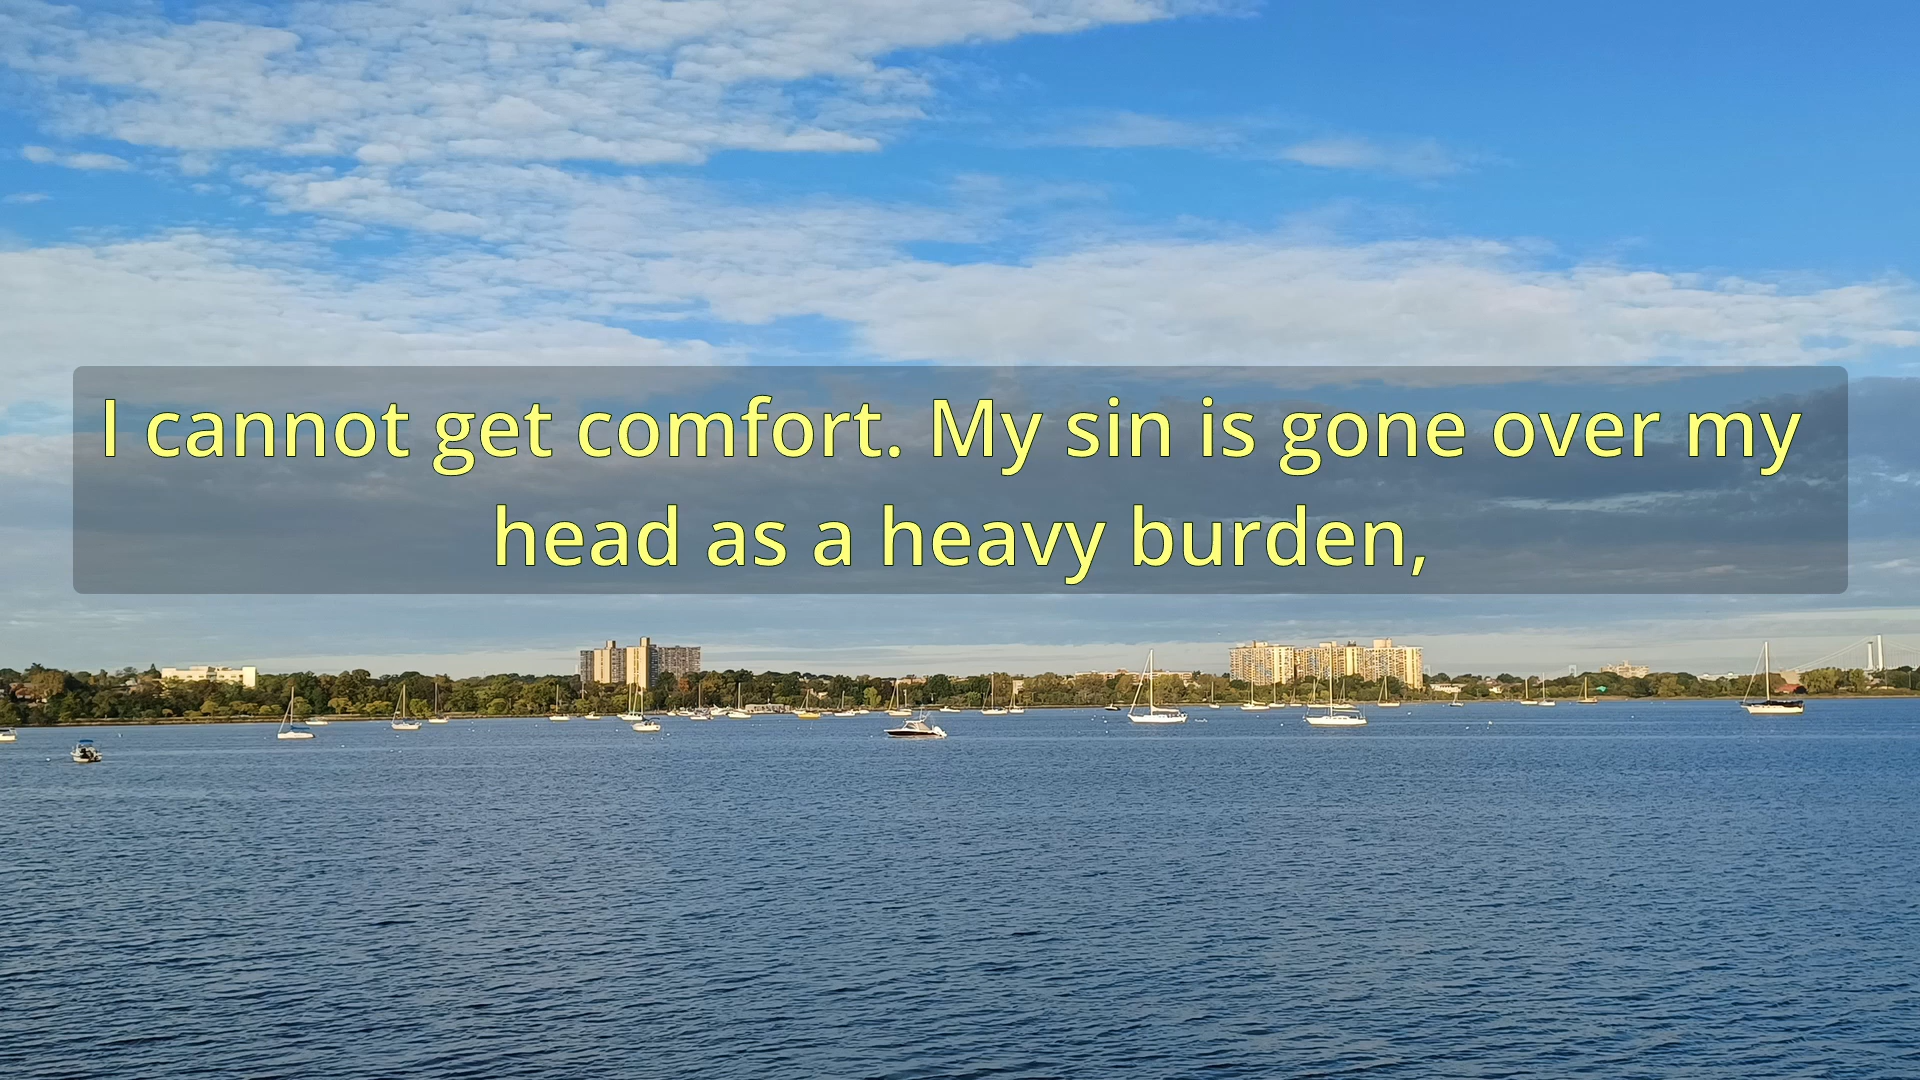 I cannot get comfort. My sin is gone over my
head as a heavy burden,